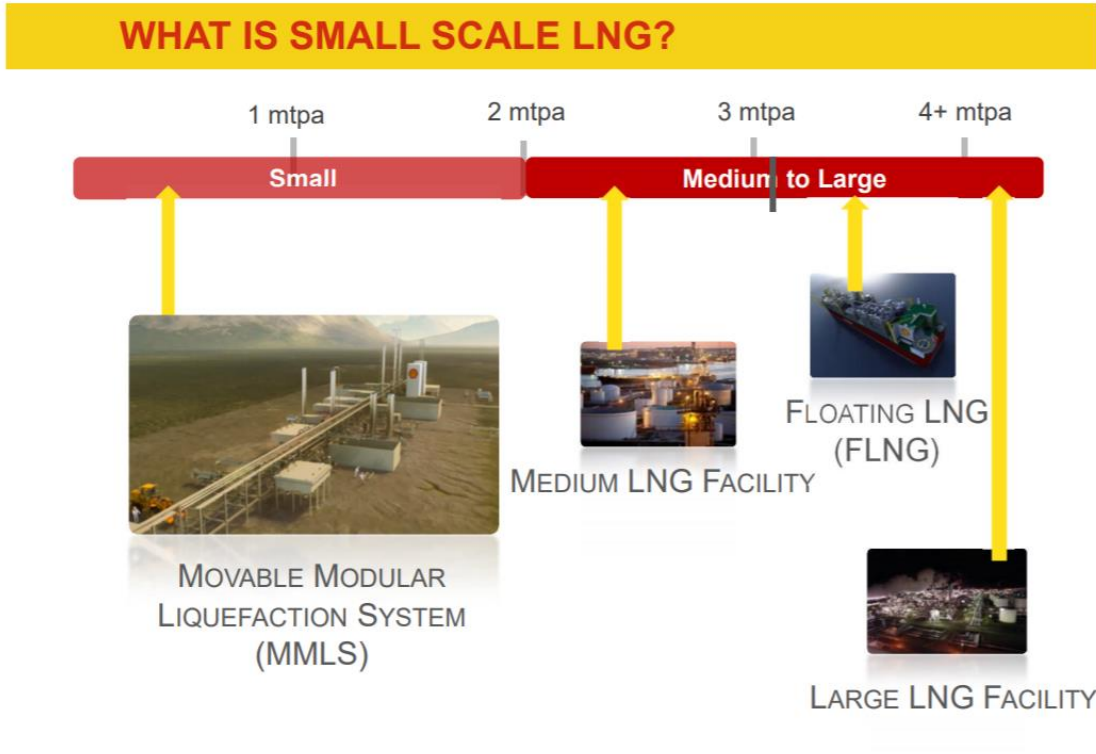 WHAT IS SMALL SCALE LNG?
1 mtpa
2 mtpa
3 mtpa
4+ mtpa
Small
Medium to Large
FLOATING LNG
(FLNG)
MEDIUM LNG FACILITY
MOVABLE MODULAR
LIQUEFACTION SYSTEM
(MMLS)
LARGE LNG FACILITY